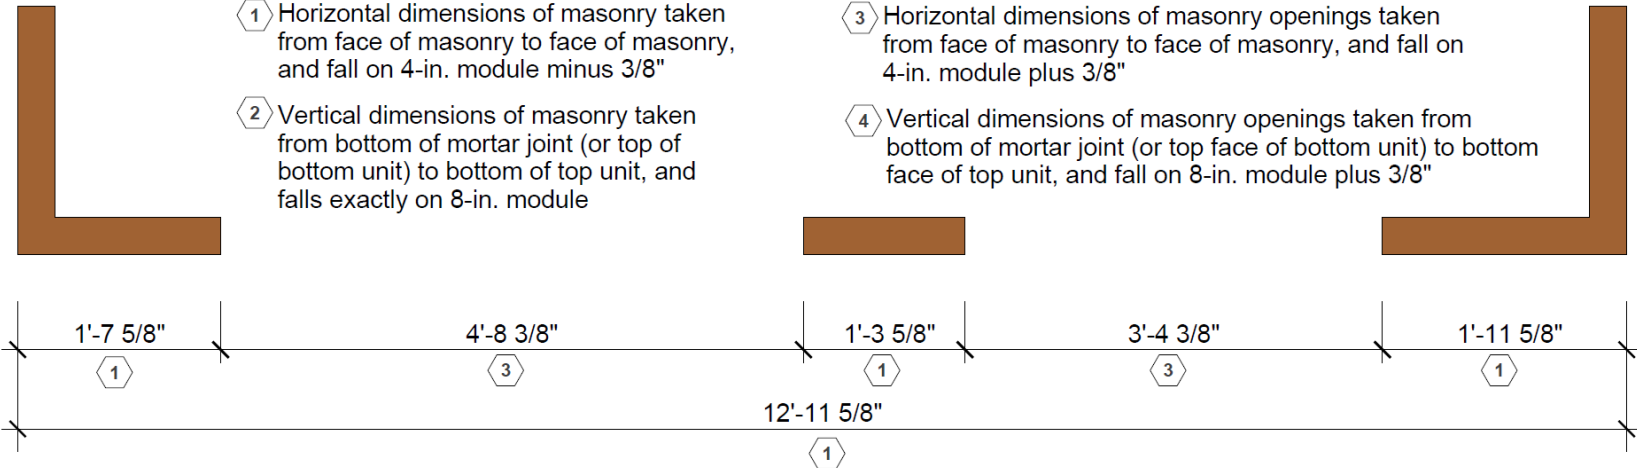 1 Horizontal dimensions of masonry taken
from face of masonry to face of masonry,
and fall on 4-in. module minus 3/8"
2 Vertical dimensions of masonry taken
from bottom of mortar joint (or top of
bottom unit) to bottom of top unit, and
falls exactly on 8-in. module
3 Horizontal dimensions of masonry openings taken
from face of masonry to face of masonry, and fall on
4-in. module plus 3/8"
4 Vertical dimensions of masonry openings taken from
bottom of mortar joint (or top face of bottom unit) to bottom
face of top unit, and fall on 8-in. module plus 3/8"
1'-7 5/8" 4'-8 3/8" 1'-3 5/8" 3'-4 3/8" 1'-11 5/8"
1 3 1 3 1
12'-11 5/8"
1